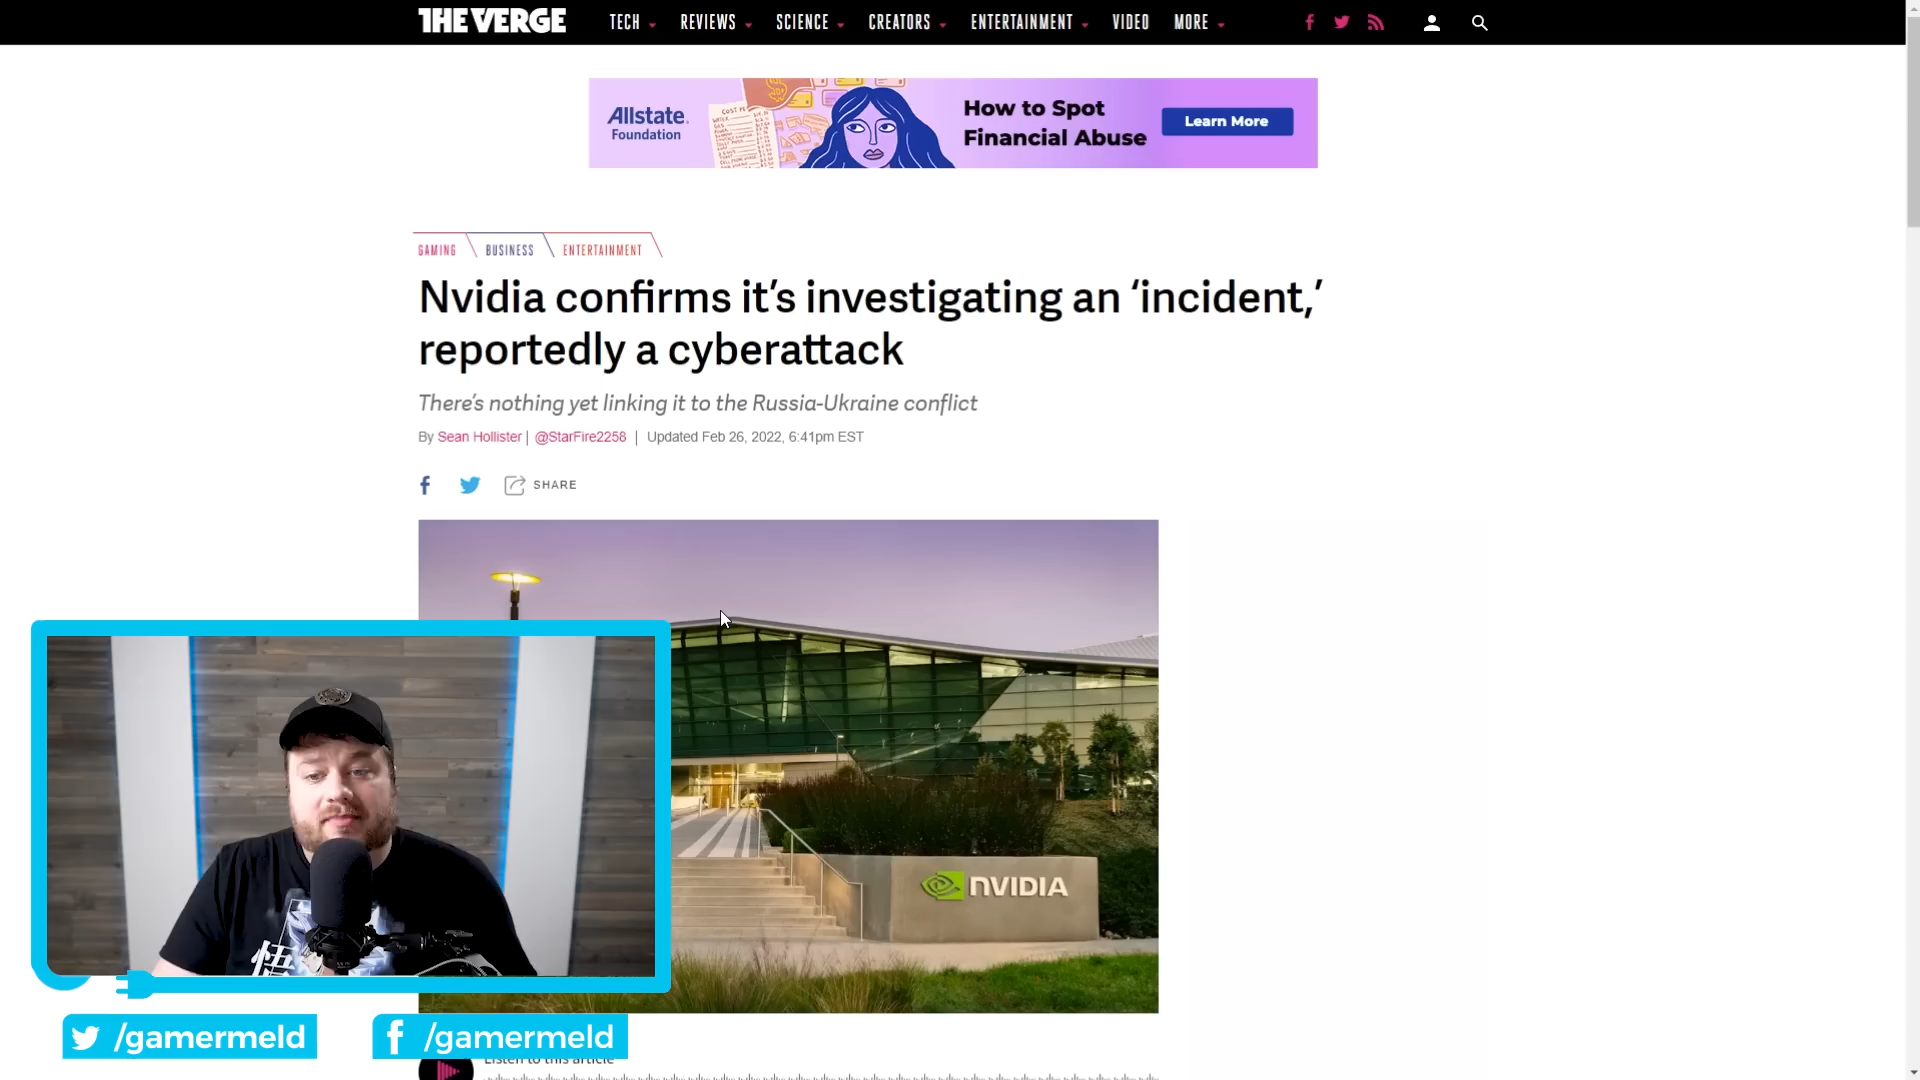 THE VERGE
TECH REVIEWS SCIENCE CREATORS ENTERTAINMENT VIDEO MORE
Allstate
Foundation
How to Spot
Financial Abuse
Learn More
GAMING BUSINESS ENTERTAINMENT
Nvidia confirms it’s investigating an ‘incident,’
reportedly a cyberattack
There’s nothing yet linking it to the Russia-Ukraine conflict
By Sean Hollister | @StarFire2258 | Updated Feb 26, 2022, 6:41pm EST
SHARE
NVIDIA
悟
/gamermeld
/gamermeld
Listen to this article